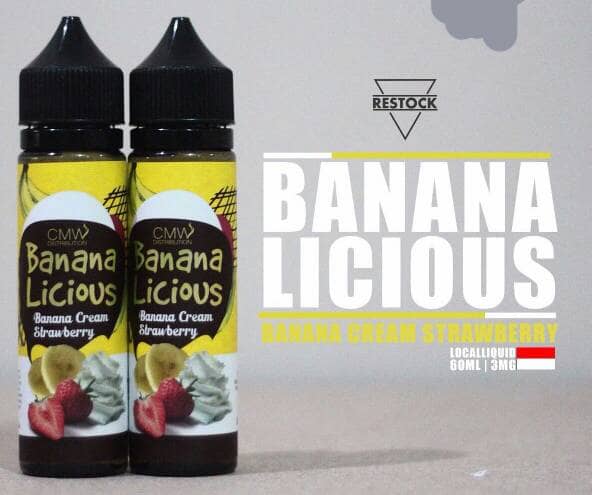 CMW
DISTRIBUTION
Banana
Licious
Banana Cream
Strawberry
CMW
DISTRIBUTION
Banana
Licious
Banana Cream
Strawberry
RESTOCK
BANANA
LICIOUS
BANANA CREAM STRAWBERRY
LOCALLIQUID
60ML | 3MG